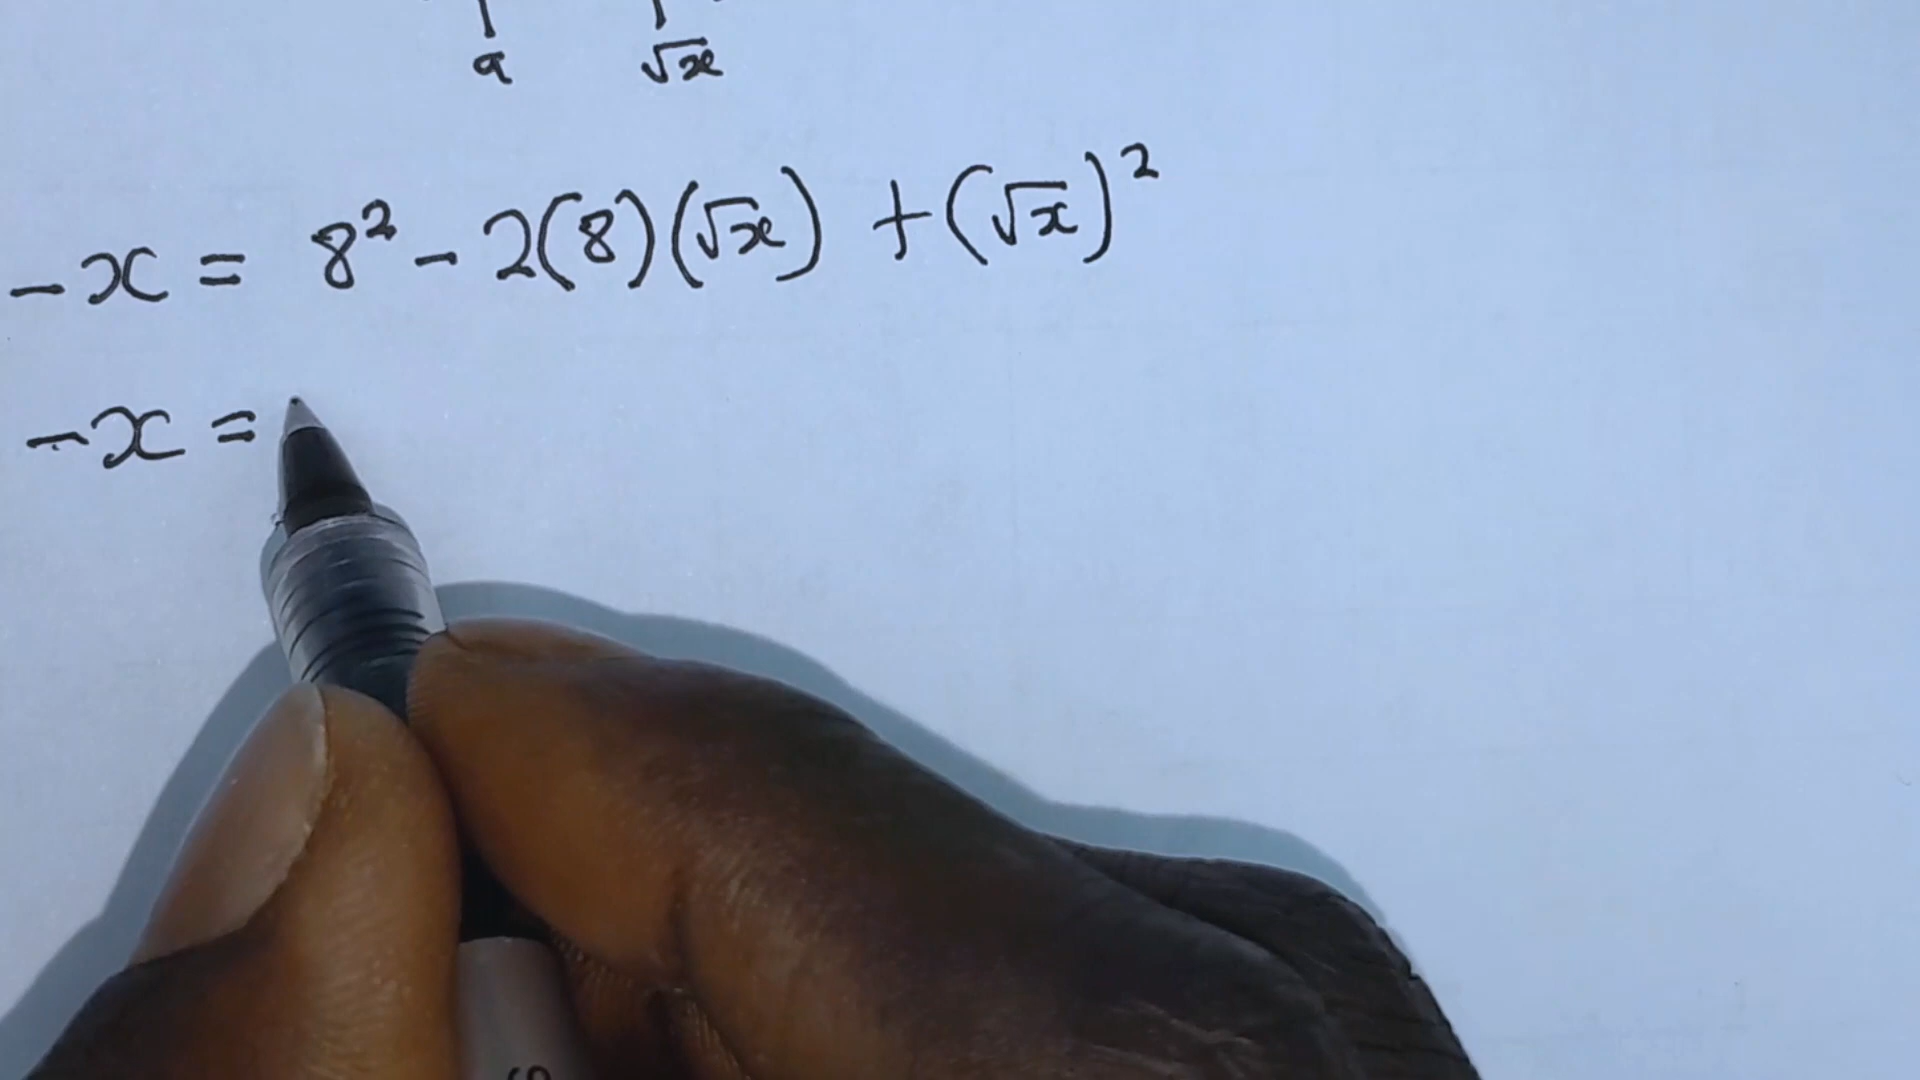 a √x
-x = 8² - 2(8)(√x) + (√x)²
-x =